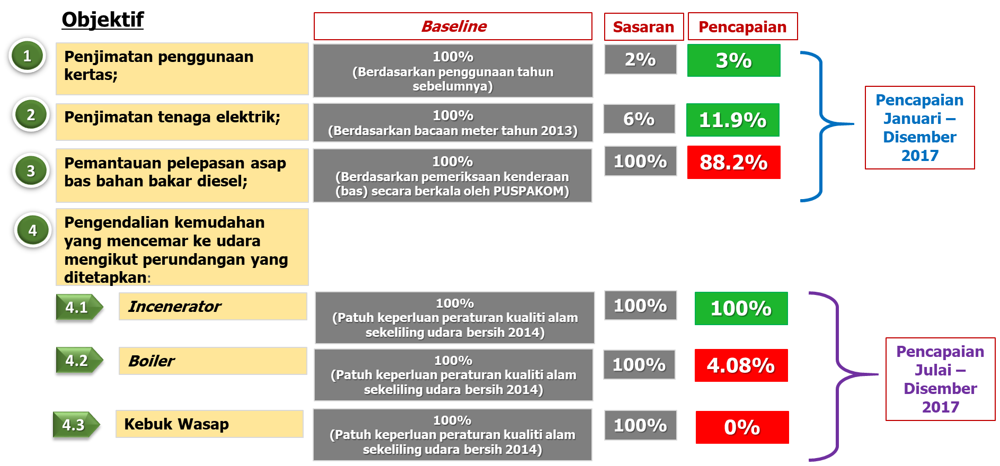 Objektif
Baseline
Sasaran
Pencapaian
1
Penjimatan penggunaan
kertas;
100%
(Berdasarkan penggunaan tahun
sebelumnya)
2%
3%
2
Penjimatan tenaga elektrik;
100%
(Berdasarkan bacaan meter tahun 2013)
6%
11.9%
3
Pemantauan pelepasan asap
bas bahan bakar diesel;
100%
(Berdasarkan pemeriksaan kenderaan
(bas) secara berkala oleh PUSPAKOM)
100%
88.2%
Pencapaian
Januari –
Disember
2017
4
Pengendalian kemudahan
yang mencemar ke udara
mengikut perundangan yang
ditetapkan:
4.1
Incenerator
100%
(Patuh keperluan peraturan kualiti alam
sekeliling udara bersih 2014)
100%
100%
4.2
Boiler
100%
(Patuh keperluan peraturan kualiti alam
sekeliling udara bersih 2014)
100%
4.08%
4.3
Kebuk Wasap
100%
(Patuh keperluan peraturan kualiti alam
sekeliling udara bersih 2014)
100%
0%
Pencapaian
Julai –
Disember
2017